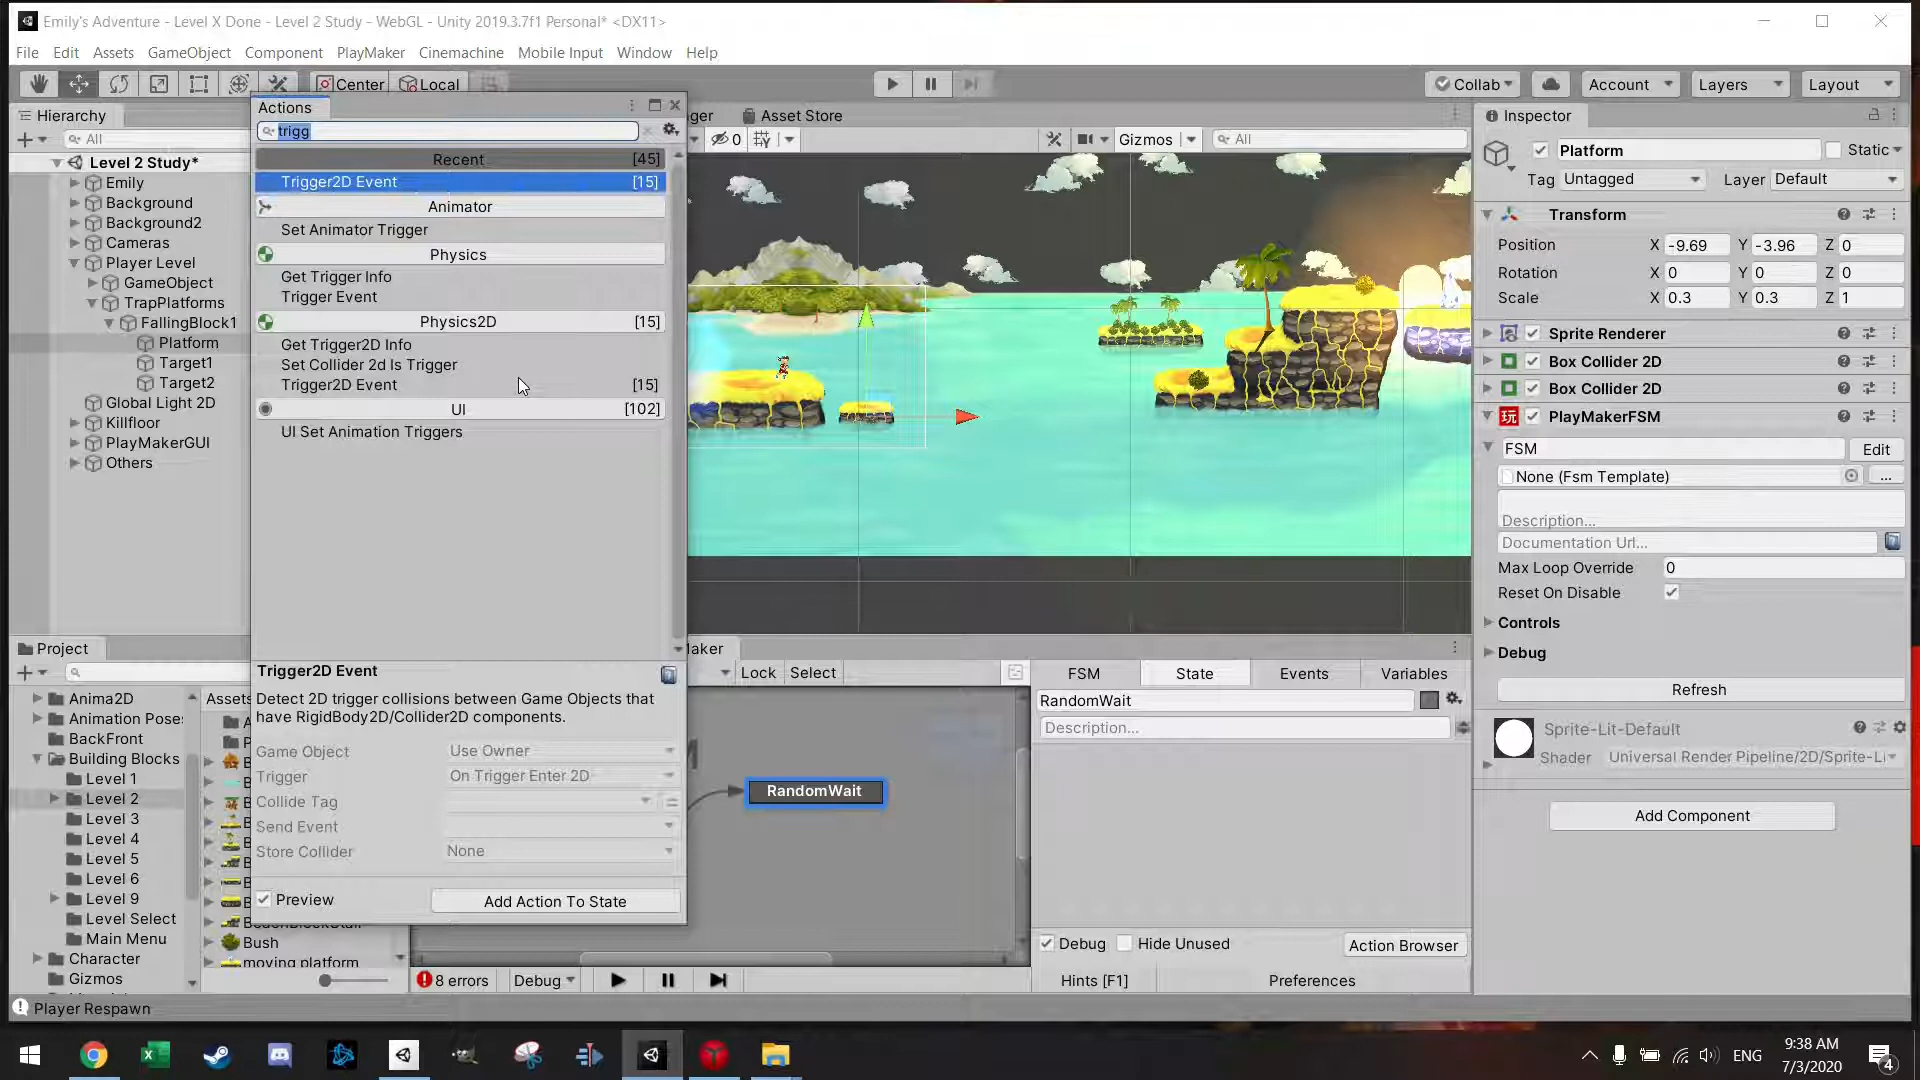 Emily's Adventure - Level X Done - Level 2 Study - WebGL - Unity 2019.3.7f1 Personal* <DX11>
File Edit Assets GameObject Component PlayMaker Cinemachine Mobile Input Window Help
Center Local Collab Account Layers Layout
Hierarchy
All
Level 2 Study*
Emily
Background
Background2
Cameras
Player Level
GameObject
TrapPlatforms
FallingBlock1
Platform
Target1
Target2
Global Light 2D
Killfloor
PlayMakerGUI
Others
Actions
trigg
Recent [45]
Trigger2D Event [15]
Animator
Set Animator Trigger
Physics
Get Trigger Info
Trigger Event
Physics2D [15]
Get Trigger2D Info
Set Collider 2d Is Trigger
Trigger2D Event [15]
UI [102]
UI Set Animation Triggers
Trigger2D Event
Detect 2D trigger collisions between Game Objects that
have RigidBody2D/Collider2D components.
Game Object Use Owner
Trigger On Trigger Enter 2D
Collide Tag
Send Event
Store Collider None
Preview Add Action To State
ger Asset Store
0 Gizmos All
Inspector
Platform Static
Tag Untagged Layer Default
Transform
Position X -9.69 Y -3.96 Z 0
Rotation X 0 Y 0 Z 0
Scale X 0.3 Y 0.3 Z 1
Sprite Renderer
Box Collider 2D
Box Collider 2D
PlayMakerFSM
FSM Edit
None (Fsm Template) ...
Description...
Documentation Url...
Max Loop Override 0
Reset On Disable
Controls
Debug
Refresh
Sprite-Lit-Default
Shader Universal Render Pipeline/2D/Sprite-Li
Add Component
Project
Anima2D
Animation Pose
BackFront
Building Blocks
Level 1
Level 2
Level 3
Level 4
Level 5
Level 6
Level 9
Level Select
Main Menu
Character
Gizmos
Assets
Bush
moving platform
aker
Lock Select
RandomWait
FSM State Events Variables
RandomWait
Description...
Debug Hide Unused Action Browser
8 errors Debug Hints [F1] Preferences
Player Respawn
ENG
9:38 AM
7/3/2020
4